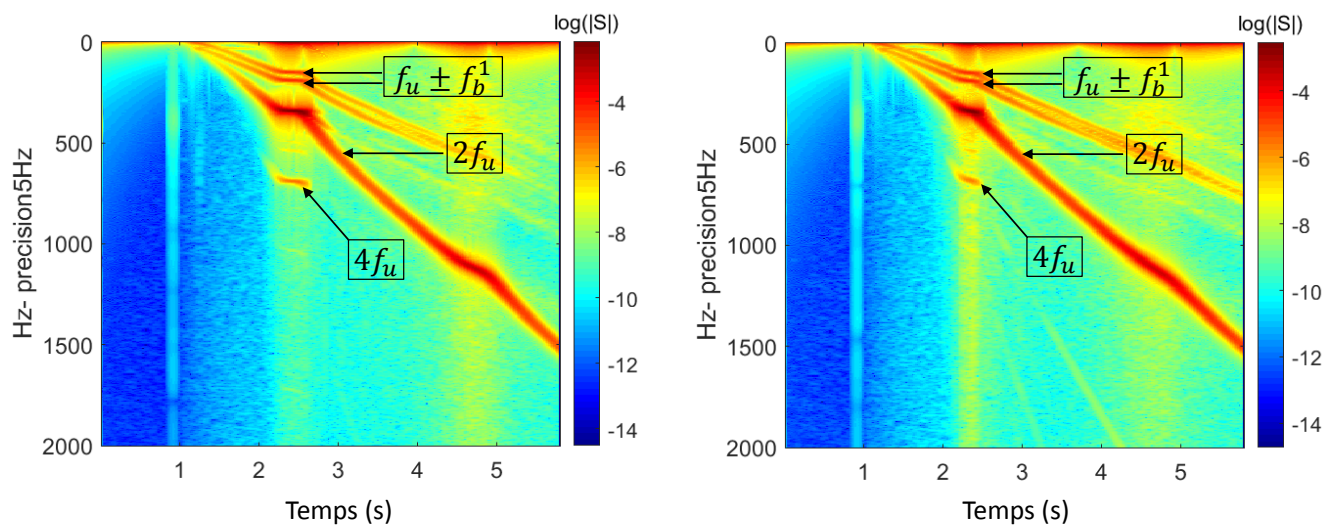 log(|S|)
0
500
1000
1500
2000
Hz- precision5Hz
1 2 3 4 5
Temps (s)
-4
-6
-8
-10
-12
-14
f_u ± f_b^1
2f_u
4f_u
log(|S|)
0
500
1000
1500
2000
Hz- precision5Hz
1 2 3 4 5
Temps (s)
-4
-6
-8
-10
-12
-14
f_u ± f_b^1
2f_u
4f_u